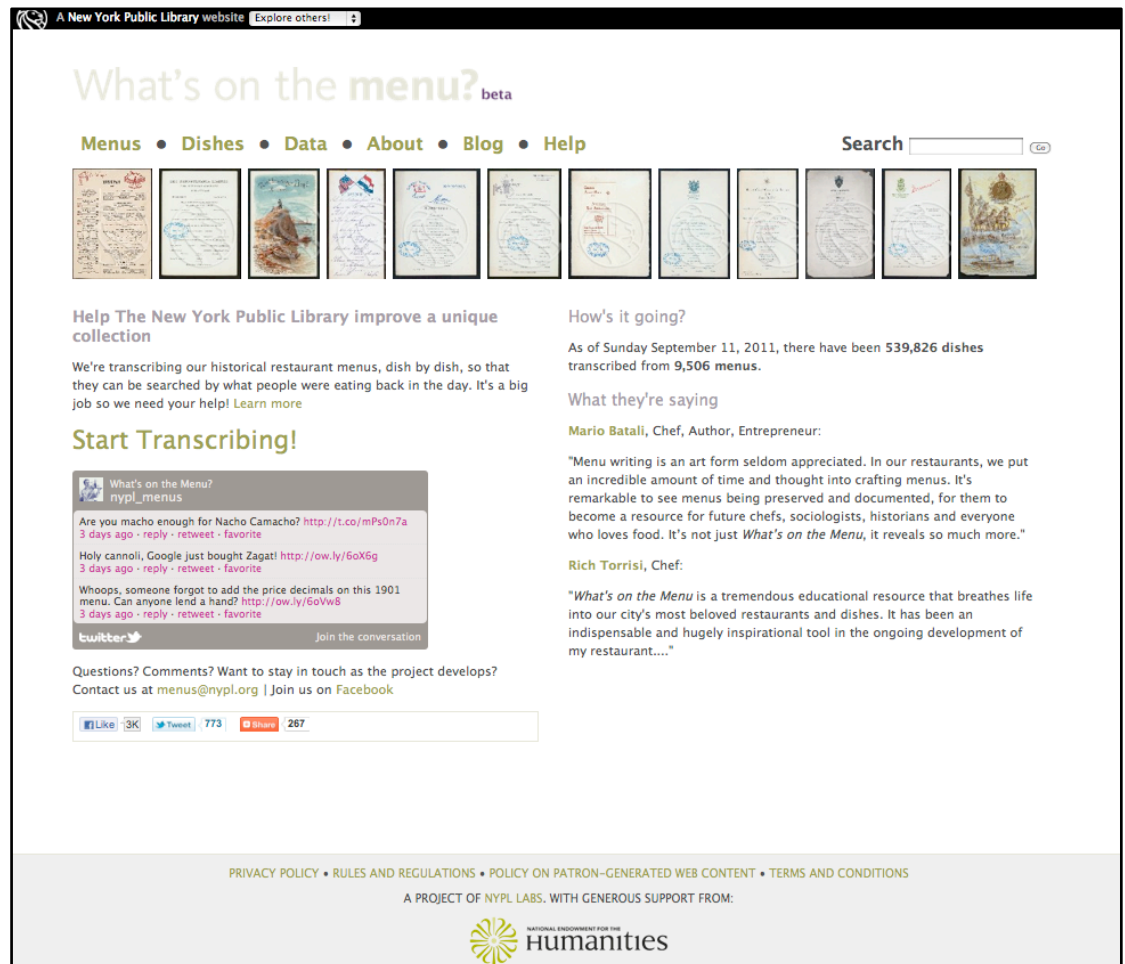 A New York Public Library website Explore others!
What's on the menu? beta
Menus • Dishes • Data • About • Blog • Help
Search Go
Help The New York Public Library improve a unique
collection
We're transcribing our historical restaurant menus, dish by dish, so that
they can be searched by what people were eating back in the day. It's a big
job so we need your help! Learn more
Start Transcribing!
What's on the Menu?
nypl_menus
Are you macho enough for Nacho Camacho? http://t.co/mPs0n7a
3 days ago · reply · retweet · favorite
Holy cannoli, Google just bought Zagat! http://ow.ly/6oX6g
3 days ago · reply · retweet · favorite
Whoops, someone forgot to add the price decimals on this 1901
menu. Can anyone lend a hand? http://ow.ly/6oVw8
3 days ago · reply · retweet · favorite
twitter Join the conversation
Questions? Comments? Want to stay in touch as the project develops?
Contact us at menus@nypl.org | Join us on Facebook
Like 3K Tweet 773 Share 267
How's it going?
As of Sunday September 11, 2011, there have been 539,826 dishes
transcribed from 9,506 menus.
What they're saying
Mario Batali, Chef, Author, Entrepreneur:
"Menu writing is an art form seldom appreciated. In our restaurants, we put
an incredible amount of time and thought into crafting menus. It's
remarkable to see menus being preserved and documented, for them to
become a resource for future chefs, sociologists, historians and everyone
who loves food. It's not just What's on the Menu, it reveals so much more."
Rich Torrisi, Chef:
"What's on the Menu is a tremendous educational resource that breathes life
into our city's most beloved restaurants and dishes. It has been an
indispensable and hugely inspirational tool in the ongoing development of
my restaurant...."
PRIVACY POLICY • RULES AND REGULATIONS • POLICY ON PATRON-GENERATED WEB CONTENT • TERMS AND CONDITIONS
A PROJECT OF NYPL LABS. WITH GENEROUS SUPPORT FROM:
NATIONAL ENDOWMENT FOR THE
Humanities